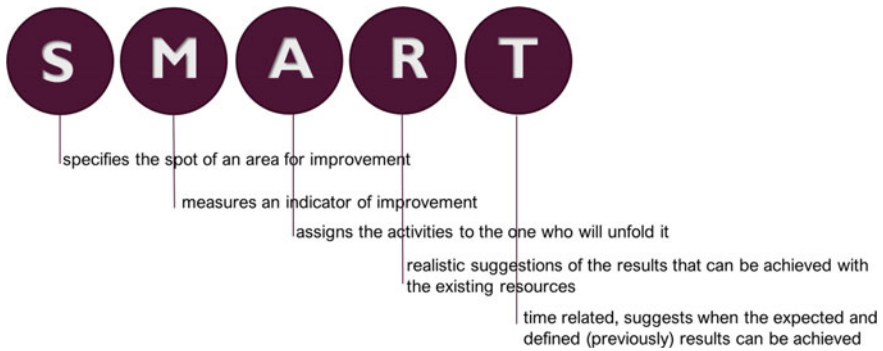 S M A R T
specifies the spot of an area for improvement
measures an indicator of improvement
assigns the activities to the one who will unfold it
realistic suggestions of the results that can be achieved with
the existing resources
time related, suggests when the expected and
defined (previously) results can be achieved